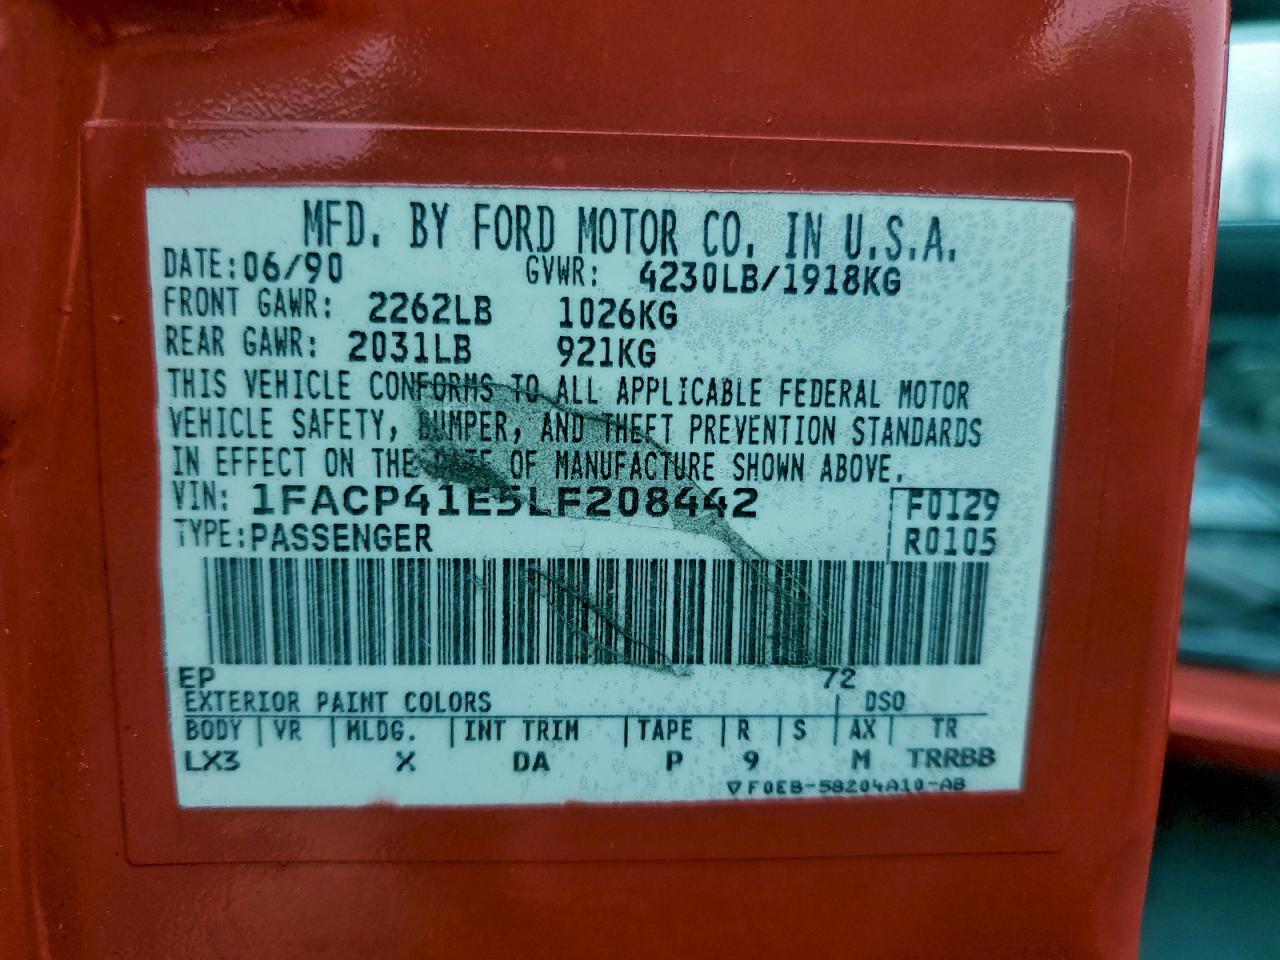 MFD. BY FORD MOTOR CO. IN U.S.A.
DATE:06/90 GVWR: 4230LB/1918KG
FRONT GAWR: 2262LB 1026KG
REAR GAWR: 2031LB 921KG
THIS VEHICLE CONFORMS TO ALL APPLICABLE FEDERAL MOTOR
VEHICLE SAFETY, BUMPER, AND THEFT PREVENTION STANDARDS
IN EFFECT ON THE DATE OF MANUFACTURE SHOWN ABOVE.
VIN: 1FACP41E5LF208442 F0129
TYPE:PASSENGER R0105
EP 72
EXTERIOR PAINT COLORS DSO
BODY VR MLDG. INT TRIM TAPE R S AX TR
LX3 X DA P 9 M TRRBB
▽F0EB-58204A10-AB